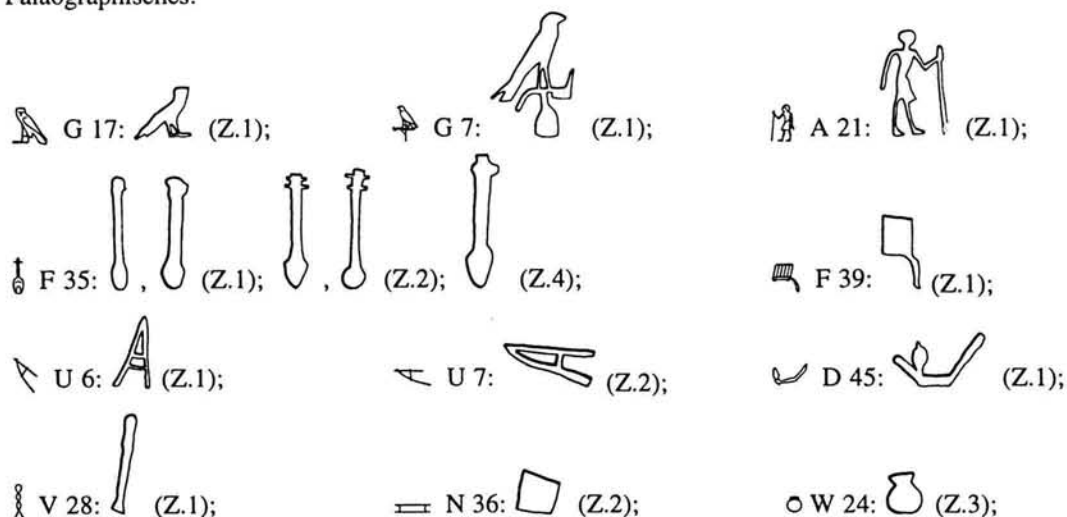 Paläographisches:
G 17: (Z.1); G 7: (Z.1); A 21: (Z.1);
F 35: , (Z.1); , (Z.2); (Z.4); F 39: (Z.1);
U 6: (Z.1); U 7: (Z.2); D 45: (Z.1);
V 28: (Z.1); N 36: (Z.2); W 24: (Z.3);